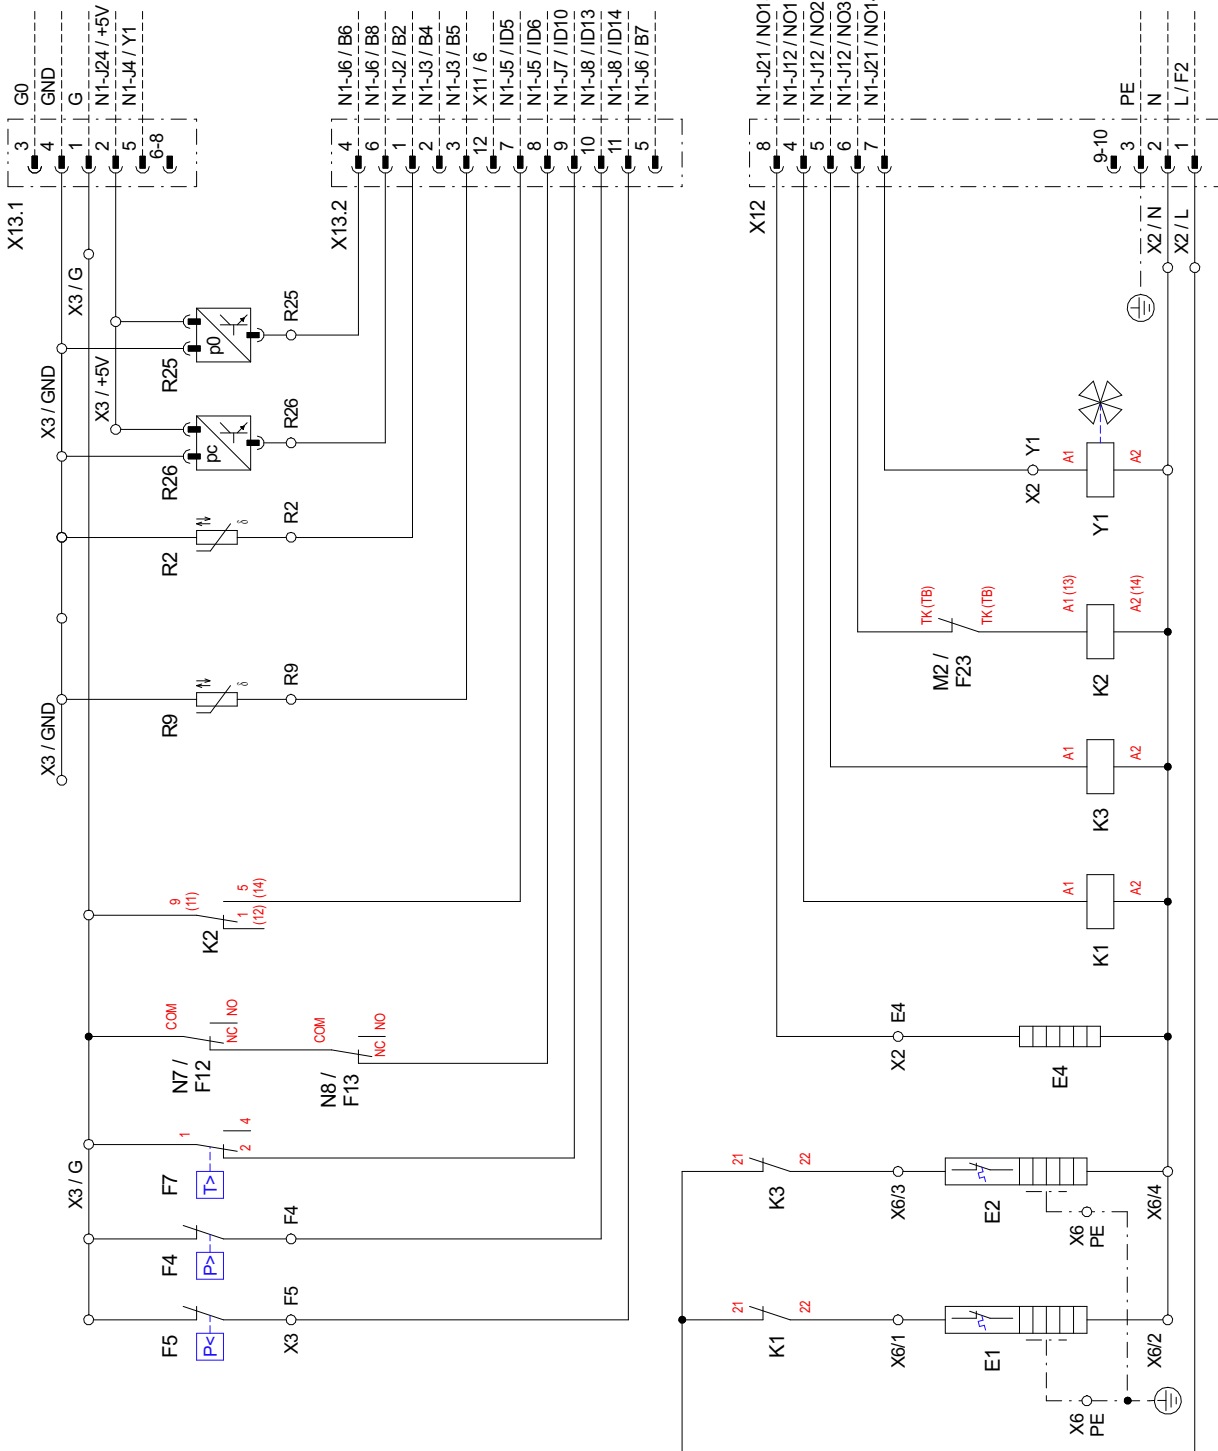 G0
GND
G
N1-J24 / +5V
N1-J4 / Y1
3
4
1
2
5
6-8
X13.1
N1-J6 / B6
N1-J6 / B8
N1-J2 / B2
N1-J3 / B4
N1-J3 / B5
X11 / 6
N1-J5 / ID5
N1-J5 / ID6
N1-J7 / ID10
N1-J8 / ID13
N1-J8 / ID14
N1-J6 / B7
4
6
1
2
3
12
7
8
9
10
11
5
X13.2
N1-J21 / NO1
N1-J12 / NO1
N1-J12 / NO2
N1-J12 / NO3
N1-J21 / NO1
8
4
5
6
7
X12
PE
N
L / F2
9-10
3
2
1
X2 / N
X2 / L
X3 / G
X3 / GND
X3 / +5V
R25
p0
R25
R26
pc
R26
R2
δ
R2
X3 / GND
R9
δ
R9
9
(11)
5
(14)
1
(12)
K2
COM
NO
NC
N7 /
F12
COM
NO
NC
N8 /
F13
X3 / G
1
4
2
F7
T>
F4
P>
F4
F5
P<
F5
X3
X2
Y1
A1
A2
Y1
TK (TB)
TK (TB)
M2 /
F23
A1 (13)
A2 (14)
K2
A1
A2
K3
A1
A2
K1
X2
E4
E4
21
22
K3
X6/3
E2
X6
PE
X6/4
21
22
K1
X6/1
E1
X6
PE
X6/2